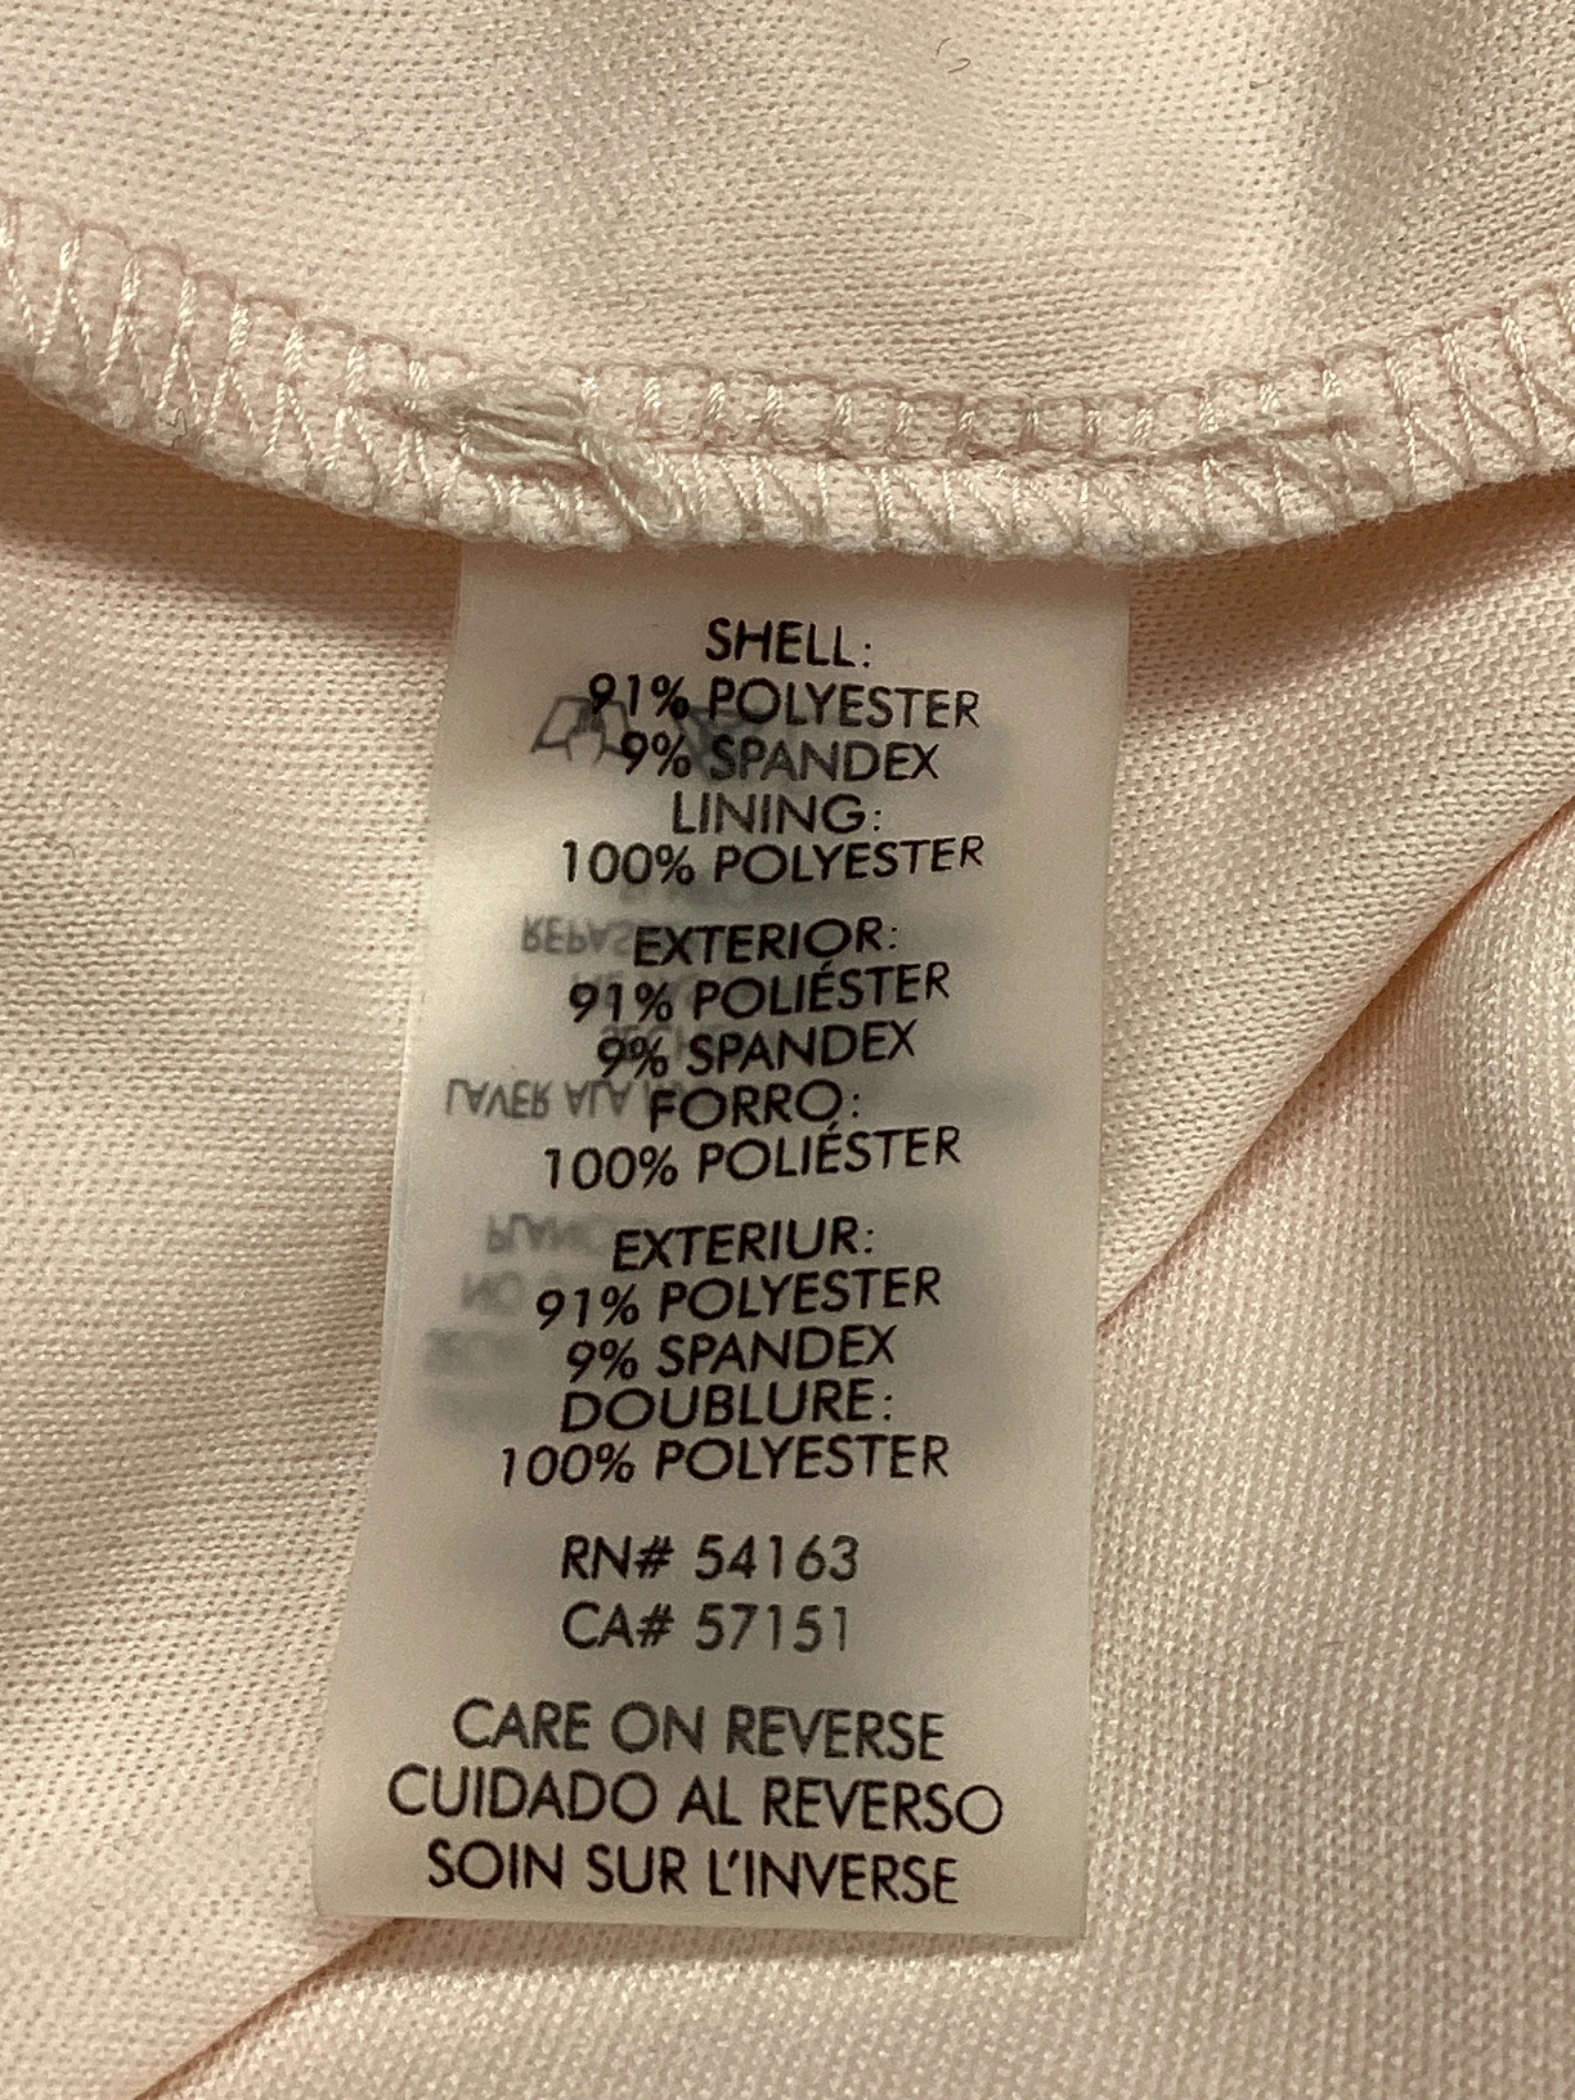 SHELL:
91% POLYESTER
9% SPANDEX
LINING:
100% POLYESTER
EXTERIOR:
91% POLIÉSTER
9% SPANDEX
FORRO:
100% POLIÉSTER
EXTERIUR:
91% POLYESTER
9% SPANDEX
DOUBLURE:
100% POLYESTER
RN# 54163
CA# 57151
CARE ON REVERSE
CUIDADO AL REVERSO
SOIN SUR L'INVERSE